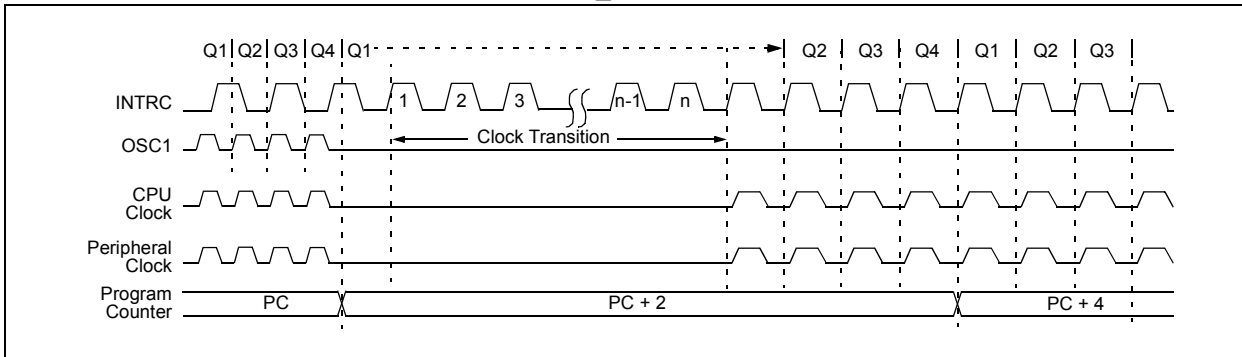 Q1 Q2 Q3 Q4 Q1 Q2 Q3 Q4 Q1 Q2 Q3
INTRC 1 2 3 n-1 n
OSC1 Clock Transition
CPU
Clock
Peripheral
Clock
Program
Counter
PC PC + 2 PC + 4